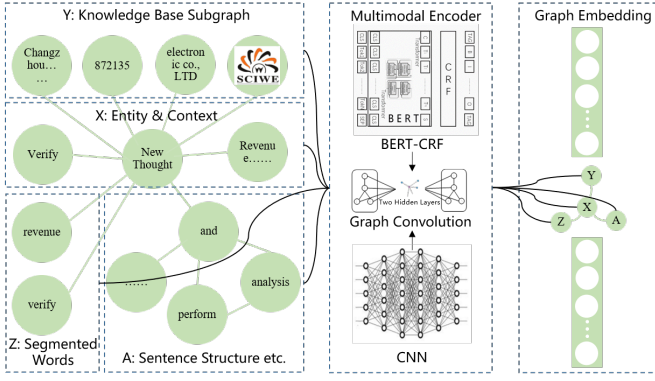 Y: Knowledge Base Subgraph
Changz
hou…
…
872135
electron
ic co.,
LTD
SCIWE
X: Entity & Context
Verify
New
Thought
Revenu
e……
revenue
verify
Z: Segmented
Words
and
……
analysis
perform
A: Sentence Structure etc.
Multimodal Encoder
Transformer
Transformer
BERT
CRF
BERT-CRF
Two Hidden Layers
Graph Convolution
CNN
Graph Embedding
Y
X
Z
A